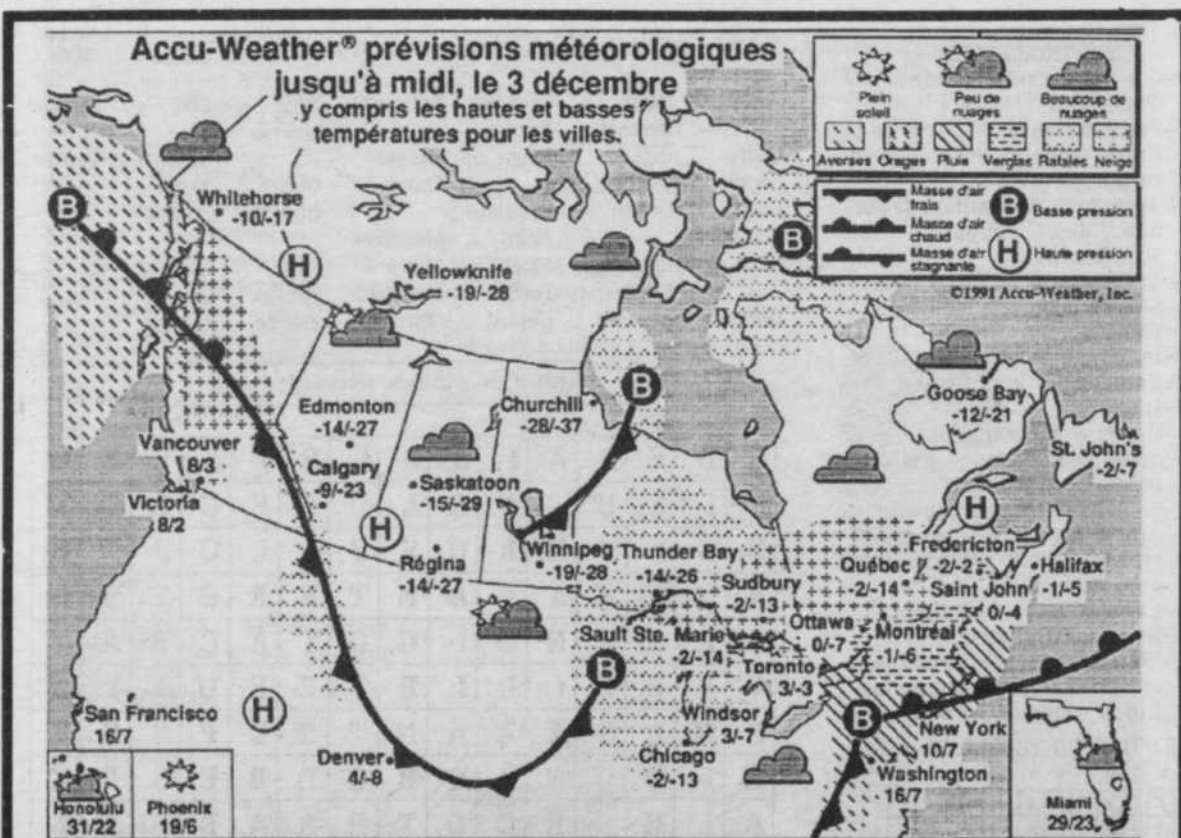 Accu-Weather® prévisions météorologiques
jusqu'à midi, le 3 décembre
y compris les hautes et basses
températures pour les villes.
Plein
soleil
Peu de
nuages
Beaucoup de
nuages
Averses Orages Pluie Verglas Rafales Neige
Masse d'air
frais
Masse d'air
chaud
Masse d'air
stagnante
B Basse pression
H Haute pression
©1991 Accu-Weather, Inc.
B
Whitehorse
-10/-17
H
Yellowknife
-19/-28
B
Goose Bay
-12/-21
St. John's
-2/-7
Edmonton
-14/-27
Churchill
-28/-37
B
Vancouver
8/3
Calgary
-9/-23
Saskatoon
-15/-29
Victoria
8/2
H
H
Régina
-14/-27
Winnipeg
-19/-28
Thunder Bay
-14/-26
Sudbury
-2/-13
Québec
-2/-14
Fredericton
-2/-2
Saint John
0/-4
Halifax
-1/-5
Sault Ste. Marie
-2/-14
Ottawa
0/-7
Montréal
-1/-6
Toronto
3/-3
B
San Francisco
16/7
H
Windsor
3/-7
B
New York
10/7
Denver
4/-8
Chicago
-2/-13
Washington
16/7
Honolulu
31/22
Phoenix
19/6
Miami
29/23